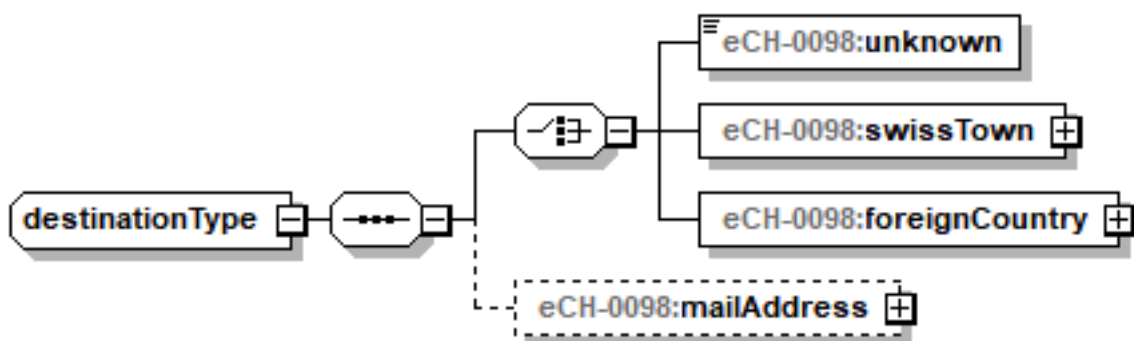 eCH-0098:unknown
eCH-0098:swissTown
destinationType
eCH-0098:foreignCountry
eCH-0098:mailAddress